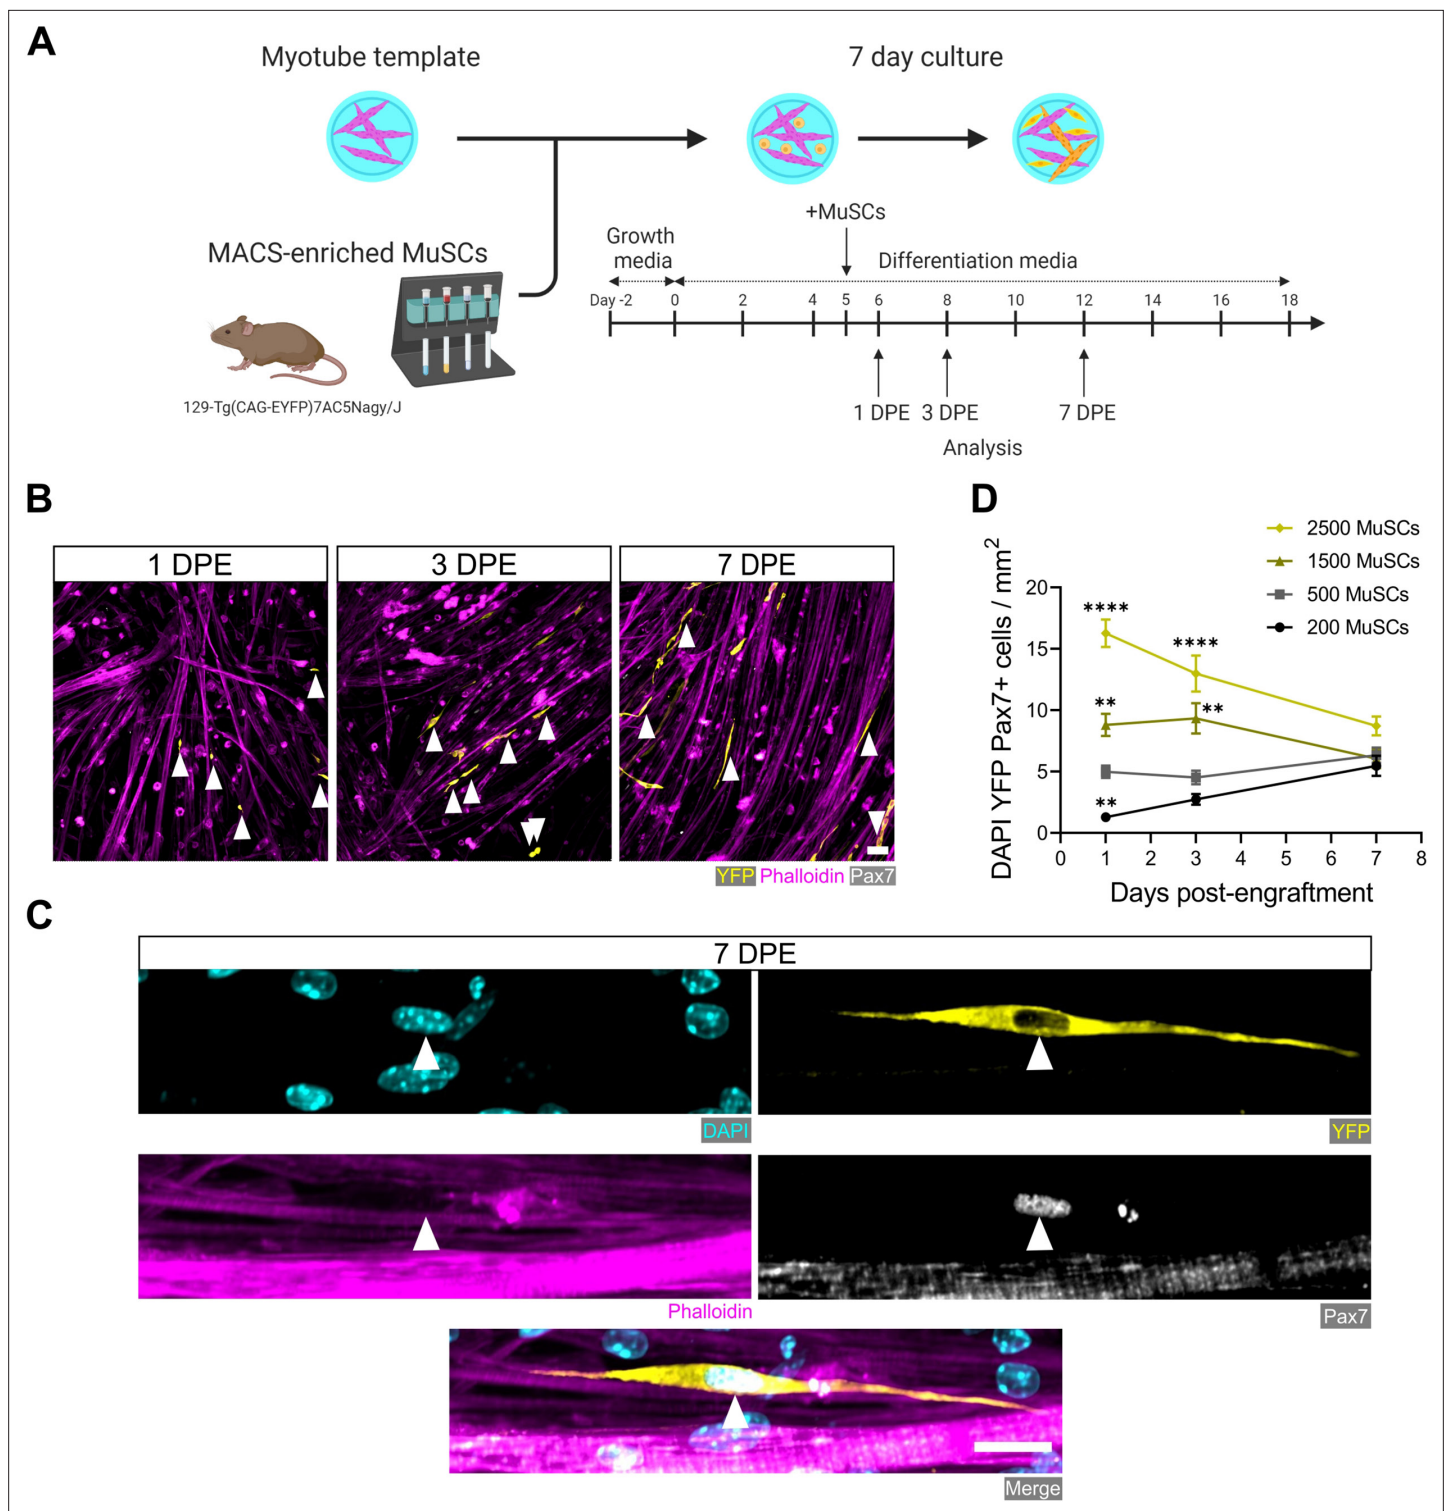 A
Myotube template
7 day culture
MACS-enriched MuSCs
129-Tg(CAG-EYFP)7AC5Nagy/J
+MuSCs
Growth
media
Differentiation media
Day -2 0 2 4 5 6 8 10 12 14 16 18
1 DPE 3 DPE 7 DPE
Analysis
B
1 DPE 3 DPE 7 DPE
YFP Phalloidin Pax7
D
2500 MuSCs
1500 MuSCs
500 MuSCs
200 MuSCs
DAPI YFP Pax7+ cells / mm²
20
15
10
5
0
****
****
**
**
**
0 1 2 3 4 5 6 7 8
Days post-engraftment
C
7 DPE
DAPI
YFP
Phalloidin
Pax7
Merge